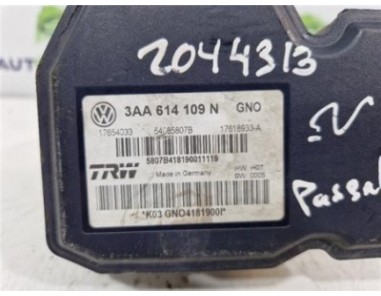 2044313
3AA 614 109 N GNO
17654033 54085807B 17618933-A
5807B418190011119
TRW Made in Germany HW H07
SW 0005
*K03 GNO4181900I*
Passat